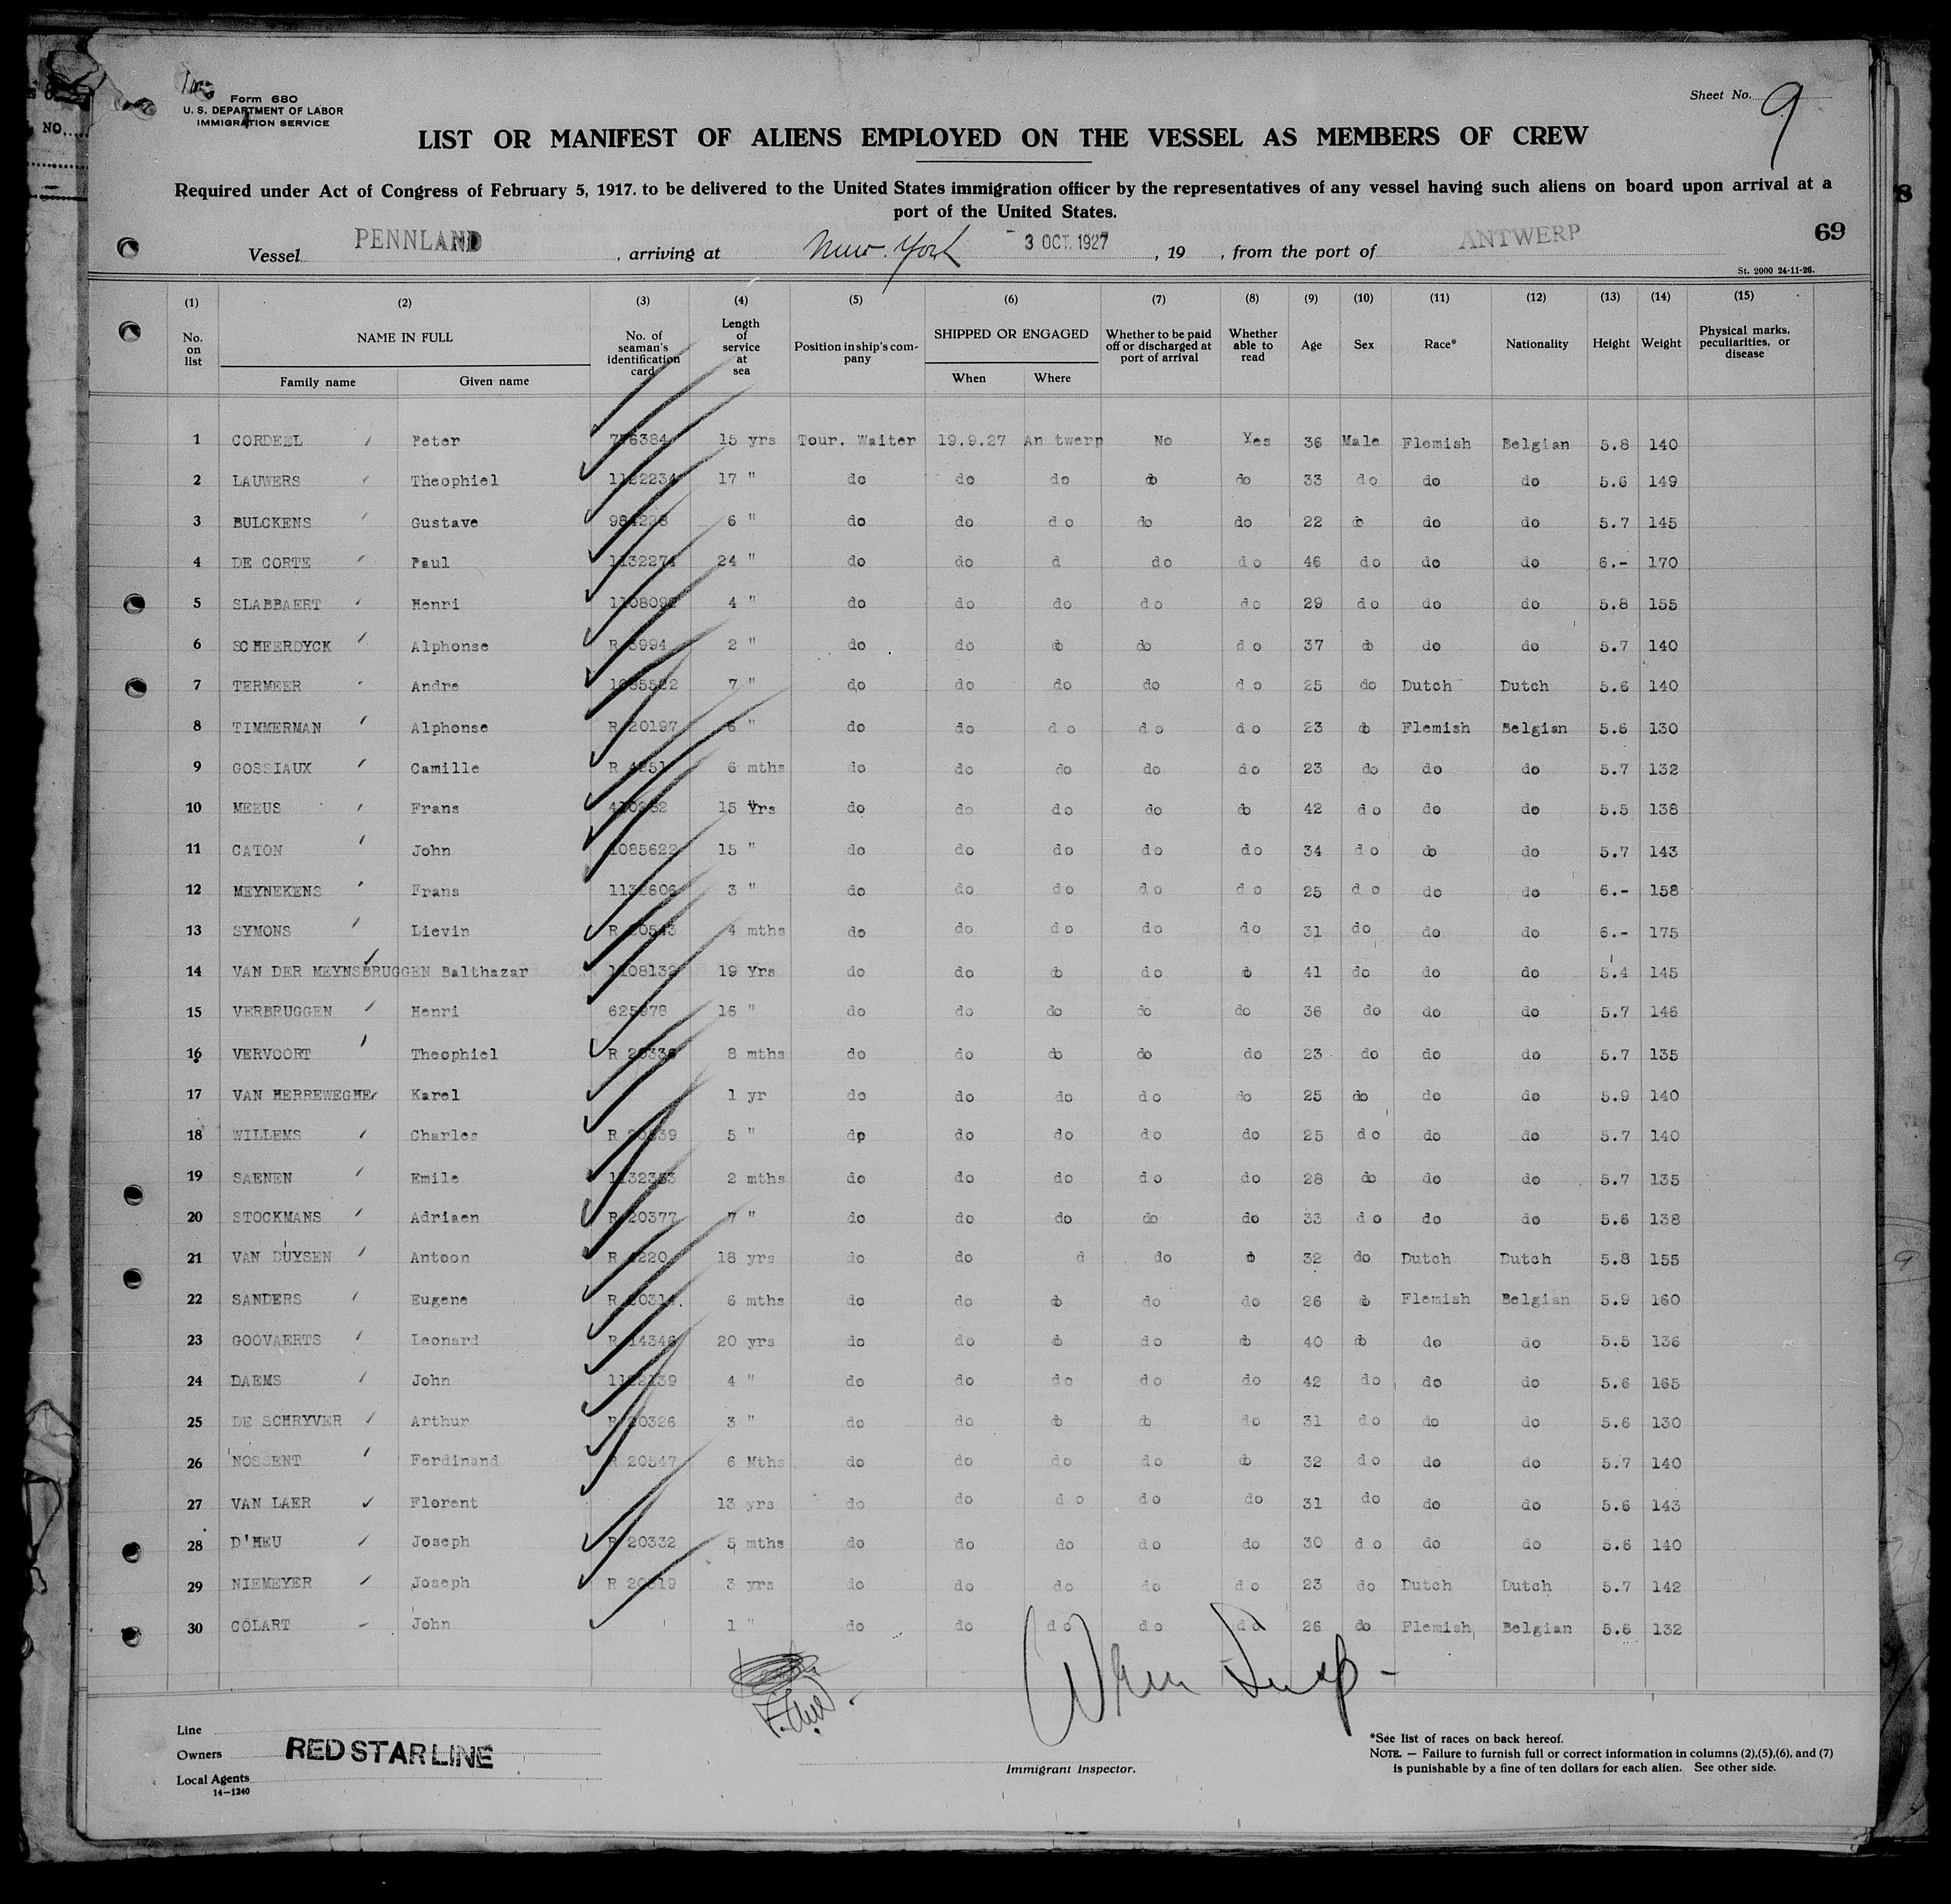 Form 680
U. S. DEPARTMENT OF LABOR
IMMIGRATION SERVICE
Sheet No. 9
LIST OR MANIFEST OF ALIENS EMPLOYED ON THE VESSEL AS MEMBERS OF CREW
Required under Act of Congress of February 5, 1917. to be delivered to the United States immigration officer by the representatives of any vessel having such aliens on board upon arrival at a
port of the United States.
69
Vessel PENNLAND , arriving at New York 3 OCT. 1927 , 19 , from the port of ANTWERP
St. 2000 24-11-26.
(1) (2) (3) (4) (5) (6) (7) (8) (9) (10) (11) (12) (13) (14) (15)
No. on list NAME IN FULL Family name Given name No. of seaman's identification card Length of service at sea Position in ship's company SHIPPED OR ENGAGED When Where Whether to be paid off or discharged at port of arrival Whether able to read Age Sex Race* Nationality Height Weight Physical marks, peculiarities, or disease
1 CORDEEL Peter 776384 15 yrs Tour. Waiter 19.9.27 An twerp No Yes 36 Male Flemish Belgian 5.8 140
2 LAUWERS Theophiel 1122234 17 " do do do do do 33 do do do 5.6 149
3 BULCKENS Gustave 6 " do do do do do 22 do do do 5.7 145
4 DE CORTE Paul 1132274 24 " do do d do do 46 do do do 6.- 170
5 SLABBAERT Henri 4 " do do do do do 29 do do do 5.8 155
6 SCHEERDYCK Alphonse 2 " do do do do do 37 do do do 5.7 140
7 TERMEER Andre 7 " do do do do do 25 do Dutch Dutch 5.6 140
8 TIMMERMAN Alphonse R 20197 6 " do do do do do 23 do Flemish Belgian 5.6 130
9 GOSSIAUX Camille 6 mths do do do do do 23 do do do 5.7 132
10 MEEUS Frans 15 Yrs do do do do do 42 do do do 5.5 138
11 CATON John 1085622 15 " do do do do do 34 do do do 5.7 143
12 MEYNEKENS Frans 1132606 3 " do do do do do 25 do do do 6.- 158
13 SYMONS Lievin R 20543 4 mths do do do do do 31 do do do 6.- 175
14 VAN DER MEYNSBRUGGEN Balthazar 1108132 19 Yrs do do do do do 41 do do do 5.4 145
15 VERBRUGGEN Henri 16 " do do do do do 36 do do do 5.7 146
16 VERVOORT Theophiel 8 mths do do do do do 23 do do do 5.7 135
17 VAN HERREWEGHE Karel 1 yr do do do do do 25 do do do 5.9 140
18 WILLEMS Charles 5 " dp do do do do 25 do do do 5.7 140
19 SAENEN Emile 2 mths do do do do do 28 do do do 5.7 135
20 STOCKMANS Adriaen R 20377 7 " do do do do do 33 do do do 5.6 138
21 VAN DUYSEN Antoon 18 yrs do do d do do 32 do Dutch Dutch 5.8 155
22 SANDERS Eugene R 20314 6 mths do do do do do 26 do Flemish Belgian 5.9 160
23 GOOVAERTS Leonard R 14346 20 yrs do do do do do 40 do do do 5.5 136
24 DAEMS John 4 " do do do do do 42 do do do 5.6 165
25 DE SCHRYVER Arthur R 20326 3 " do do do do do 31 do do do 5.6 130
26 NOSSENT Ferdinand R 20547 6 Mths do do do do do 32 do do do 5.7 140
27 VAN LAER Florent 13 yrs do do do do do 31 do do do 5.6 143
28 D'HEU Joseph R 20332 5 mths do do do do do 30 do do do 5.6 140
29 NIEMEYER Joseph 3 yrs do do do do do 23 do Dutch Dutch 5.7 142
30 COLART John 1 " do do do do do 26 do Flemish Belgian 5.6 132
Line
Owners RED STAR LINE
Local Agents
14-1240
Immigrant Inspector.
*See list of races on back hereof.
NOTE. — Failure to furnish full or correct information in columns (2),(5),(6), and (7)
is punishable by a fine of ten dollars for each alien. See other side.